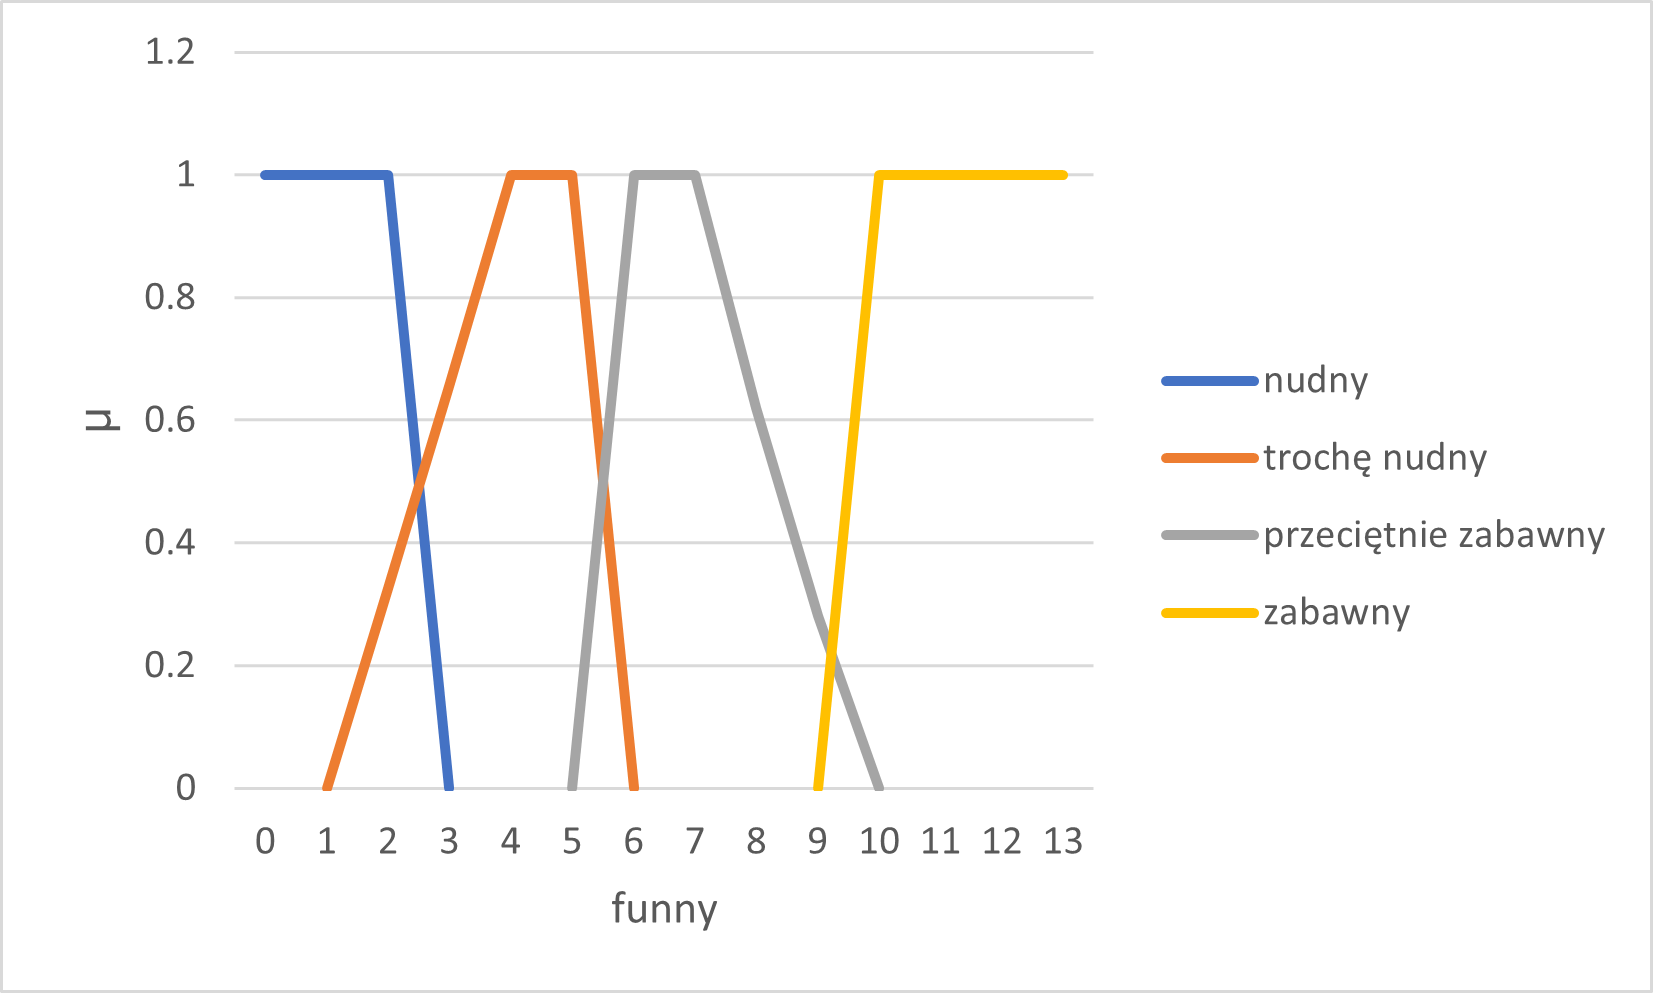 1.2
1
0.8
0.6
0.4
0.2
0
μ
0 1 2 3 4 5 6 7 8 9 10 11 12 13
funny
nudny
trochę nudny
przeciętnie zabawny
zabawny